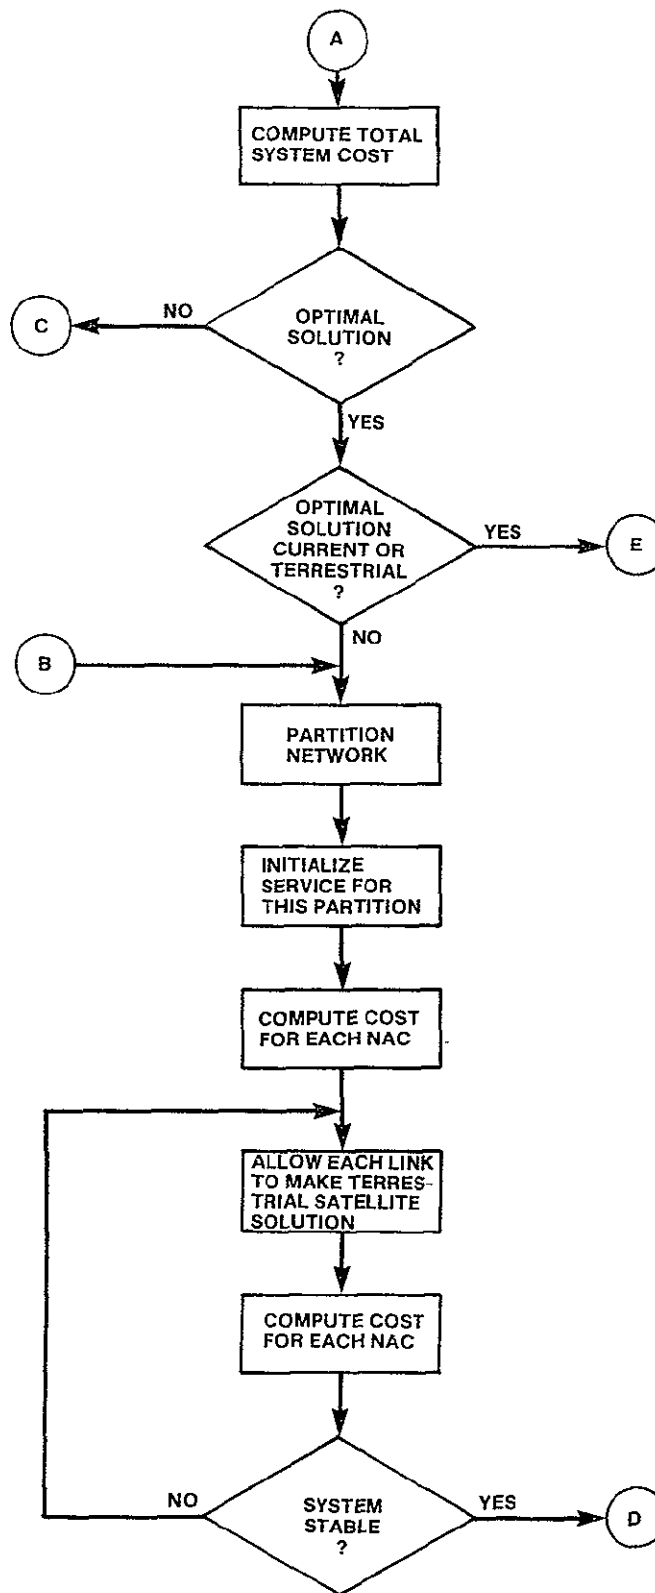 A
COMPUTE TOTAL
SYSTEM COST
NO
C
OPTIMAL
SOLUTION
?
YES
OPTIMAL
SOLUTION
CURRENT OR
TERRESTRIAL
?
YES
E
NO
B
PARTITION
NETWORK
INITIALIZE
SERVICE FOR
THIS PARTITION
COMPUTE COST
FOR EACH NAC
ALLOW EACH LINK
TO MAKE TERRES-
TRIAL SATELLITE
SOLUTION
COMPUTE COST
FOR EACH NAC
NO
SYSTEM
STABLE
?
YES
D